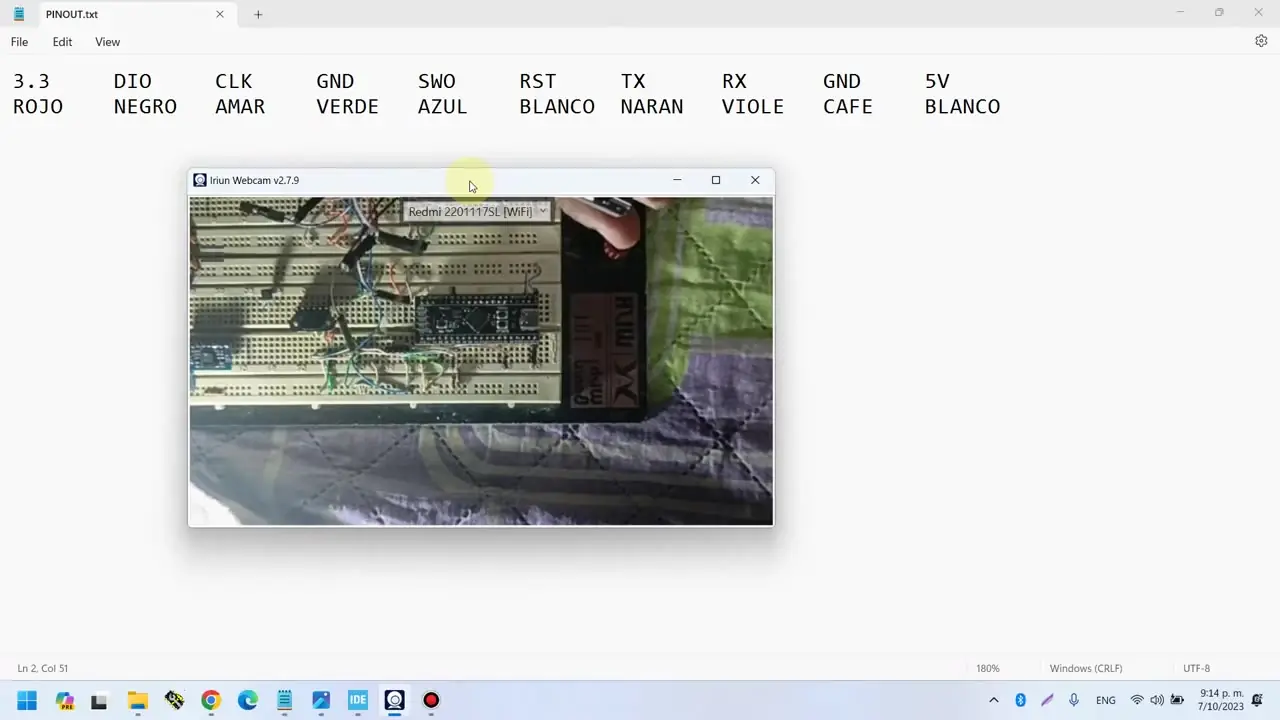 PINOUT.txt
File Edit View
3.3 DIO CLK GND SWO RST TX RX GND 5V
ROJO NEGRO AMAR VERDE AZUL BLANCO NARAN VIOLE CAFE BLANCO
Iriun Webcam v2.7.9
Redmi 2201117SL [WiFi]
Ln 2, Col 51 180% Windows (CRLF) UTF-8
PRE IDE ENG 9:14 p. m.
7/10/2023